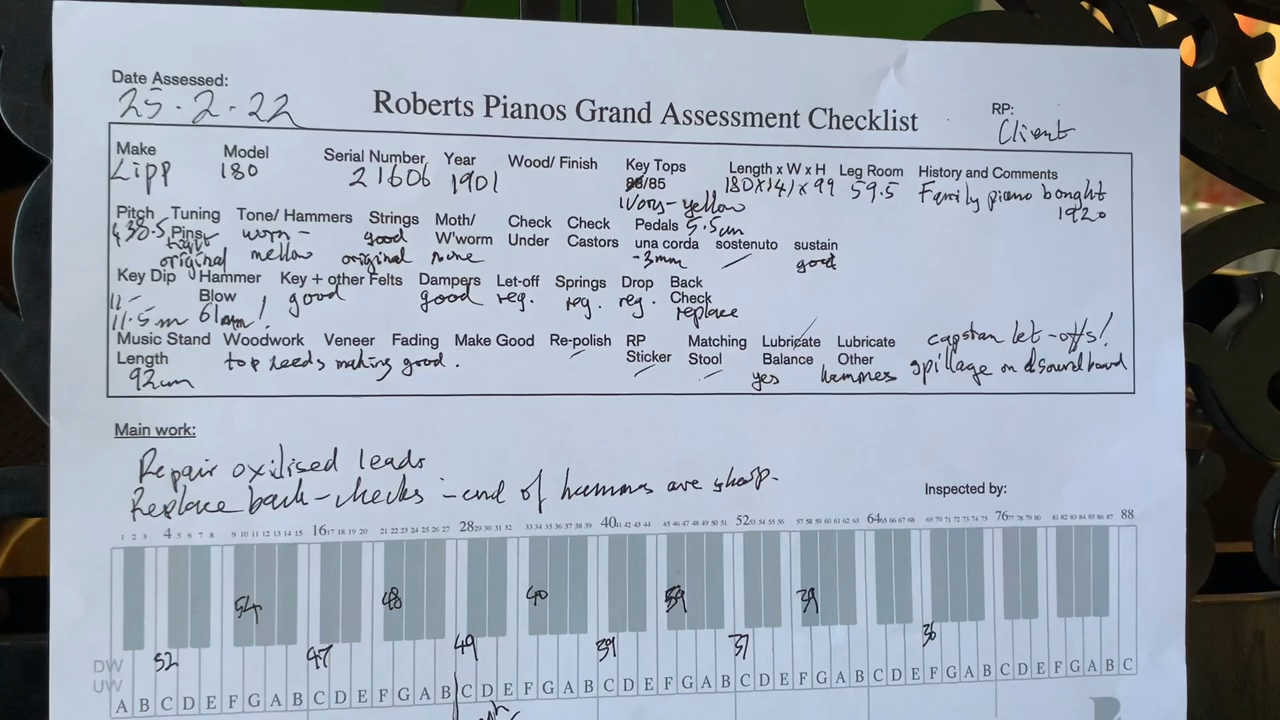 Date Assessed:
25-2-22
Roberts Pianos Grand Assessment Checklist
RP:
Client
Make Model Serial Number Year Wood/ Finish Key Tops Length x W x H Leg Room History and Comments
Lipp 180 21606 1901 88/85 180x141x99 59.5 Family piano bought
Ivory-yellow 1920
Pitch Tuning Tone/ Hammers Strings Moth/ Check Check Pedals 5.5cm
438.5 Pins worn - good W'worm Under Castors una corda sostenuto sustain
tight
original mellow original none -3mm good
Key Dip Hammer Key + other Felts Dampers Let-off Springs Drop Back
11- Blow good good reg. reg. reg. Check
11.5m 61mm! replace
Music Stand Woodwork Veneer Fading Make Good Re-polish RP Matching Lubricate Lubricate capstan let-offs!
Length top needs making good. Sticker Stool Balance Other spillage on soundboard
92cm yes
Main work:
Repair oxilised leads
Replace back-checks - end of hammers are sharp.
Inspected by:
1 2 3 4 5 6 7 8 9 10 11 12 13 14 15 16 17 18 19 20 21 22 23 24 25 26 27 28 29 30 31 32 33 34 35 36 37 38 39 40 41 42 43 44 45 46 47 48 49 50 51 52 53 54 55 56 57 58 59 60 61 62 63 64 65 66 67 68 69 70 71 72 73 74 75 76 77 78 79 80 81 82 83 84 85 86 87 88
54 48 40 39 39
DW 52 47 49 39 37 36
UW
A B C D E F G A B C D E F G A B C D E F G A B C D E F G A B C D E F G A B C D E F G A B C D E F G A B C